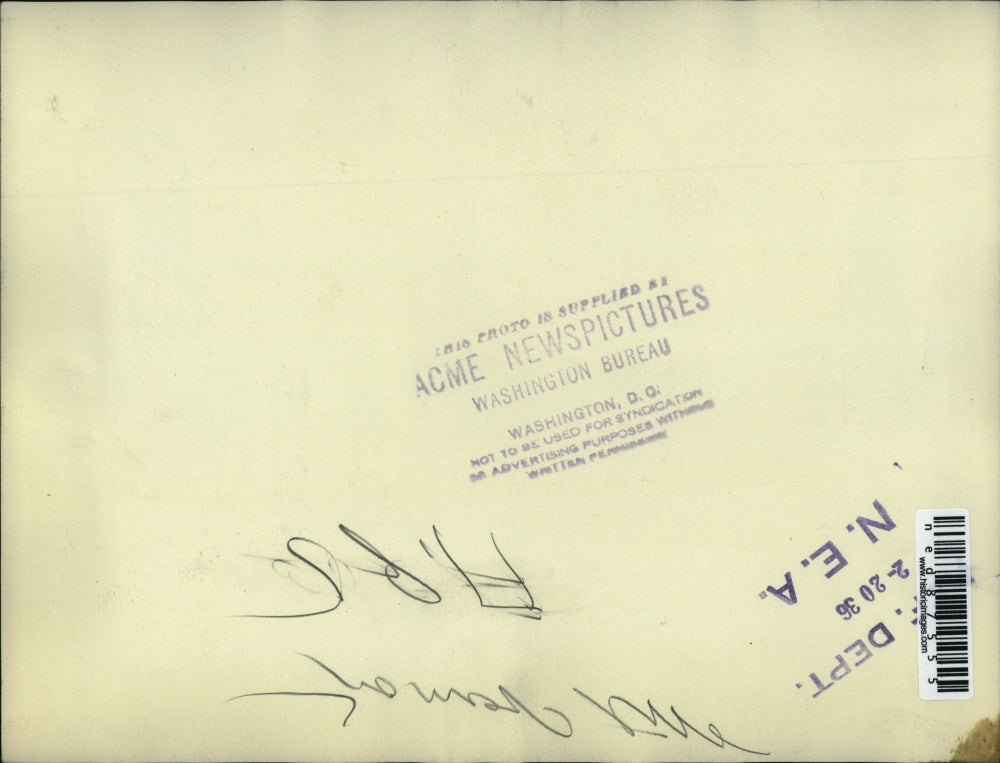 THIS PHOTO IS SUPPLIED BY
ACME NEWSPICTURES
WASHINGTON BUREAU
WASHINGTON, D. C.
NOT TO BE USED FOR SYNDICATION
OR ADVERTISING PURPOSES WITHOUT
WRITTEN PERMISSION
N. E. A.
2-20 36
DEPT.
ned87555
www.historicimages.com